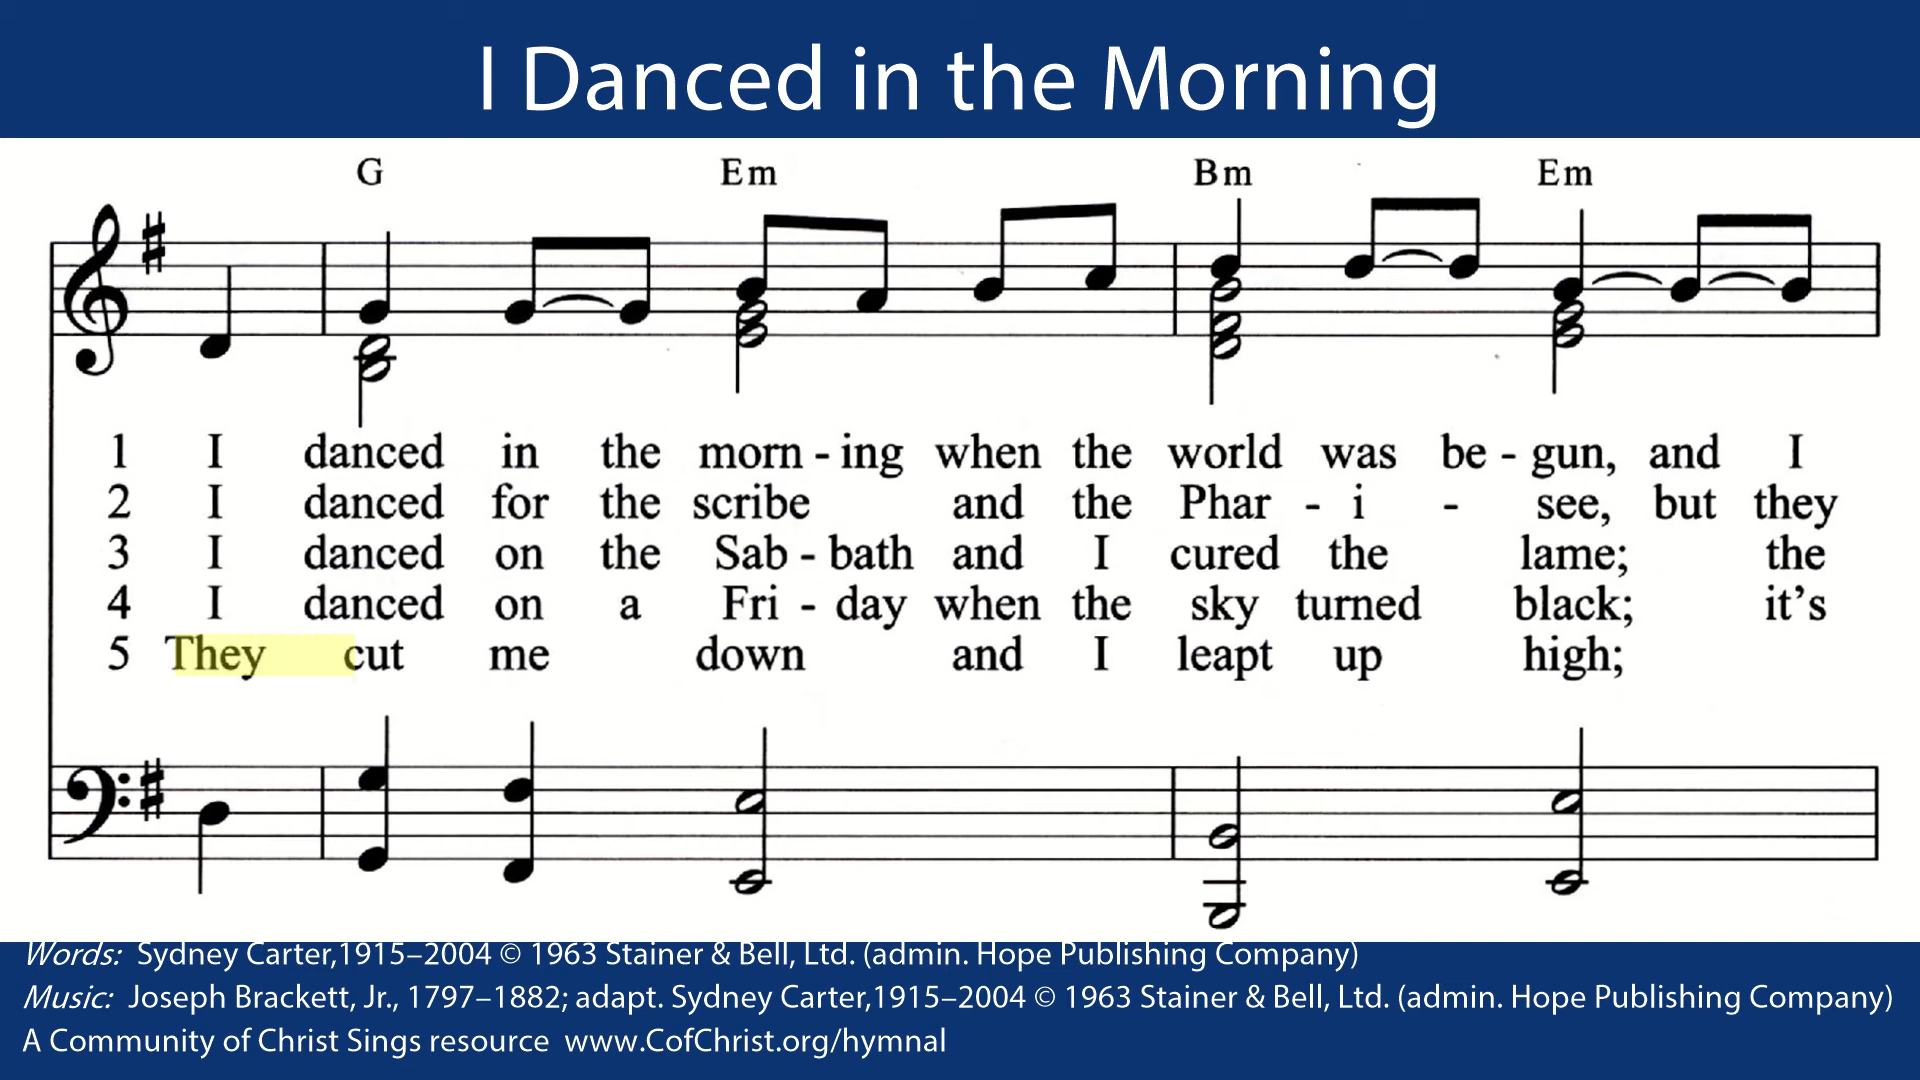 I Danced in the Morning
G Em Bm Em
1 I danced in the morn - ing when the world was be - gun, and I
2 I danced for the scribe and the Phar - i - see, but they
3 I danced on the Sab - bath and I cured the lame; the
4 I danced on a Fri - day when the sky turned black; it's
5 They cut me down and I leapt up high;
Words: Sydney Carter,1915–2004 © 1963 Stainer & Bell, Ltd. (admin. Hope Publishing Company)
Music: Joseph Brackett, Jr., 1797–1882; adapt. Sydney Carter,1915–2004 © 1963 Stainer & Bell, Ltd. (admin. Hope Publishing Company)
A Community of Christ Sings resource www.CofChrist.org/hymnal